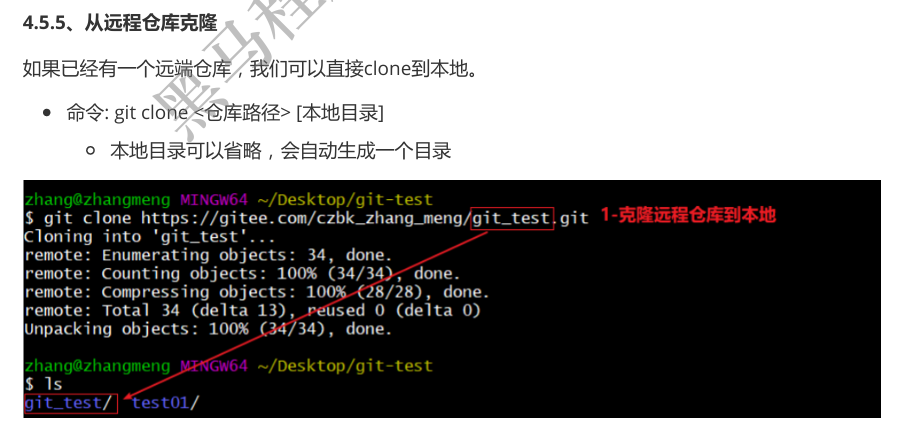 4.5.5、从远程仓库克隆
如果已经有一个远端仓库，我们可以直接clone到本地。
命令: git clone <仓库路径> [本地目录]
本地目录可以省略，会自动生成一个目录
zhang@zhangmeng MINGW64 ~/Desktop/git-test
$ git clone https://gitee.com/czbk_zhang_meng/git_test.git 1-克隆远程仓库到本地
Cloning into 'git_test'...
remote: Enumerating objects: 34, done.
remote: Counting objects: 100% (34/34), done.
remote: Compressing objects: 100% (28/28), done.
remote: Total 34 (delta 13), reused 0 (delta 0)
Unpacking objects: 100% (34/34), done.
zhang@zhangmeng MINGW64 ~/Desktop/git-test
$ ls
git_test/ test01/
黑马程